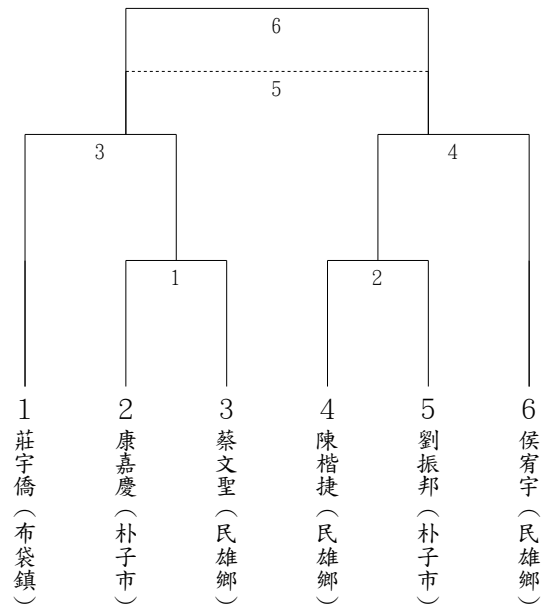 6
5
3
4
1
2
1
2
3
4
5
6
莊宇僑(布袋鎮)
康嘉慶(朴子市)
蔡文聖(民雄鄉)
陳楷捷(民雄鄉)
劉振邦(朴子市)
侯宥宇(民雄鄉)